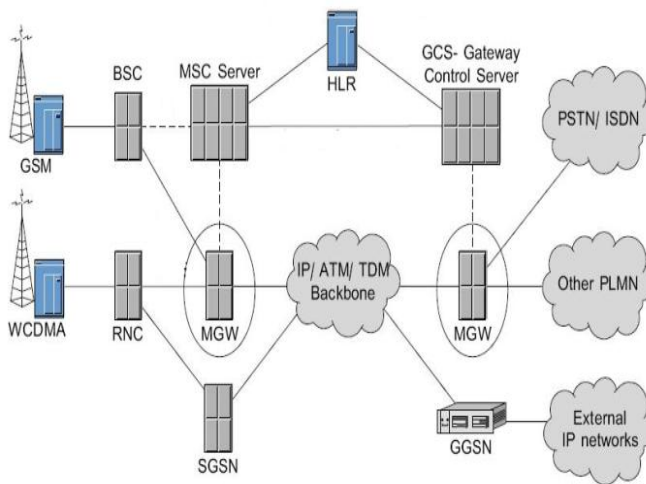 BSC
MSC Server
HLR
GCS- Gateway
Control Server
PSTN/ ISDN
GSM
IP/ ATM/ TDM
Backbone
Other PLMN
WCDMA
RNC
MGW
MGW
SGSN
GGSN
External
IP networks